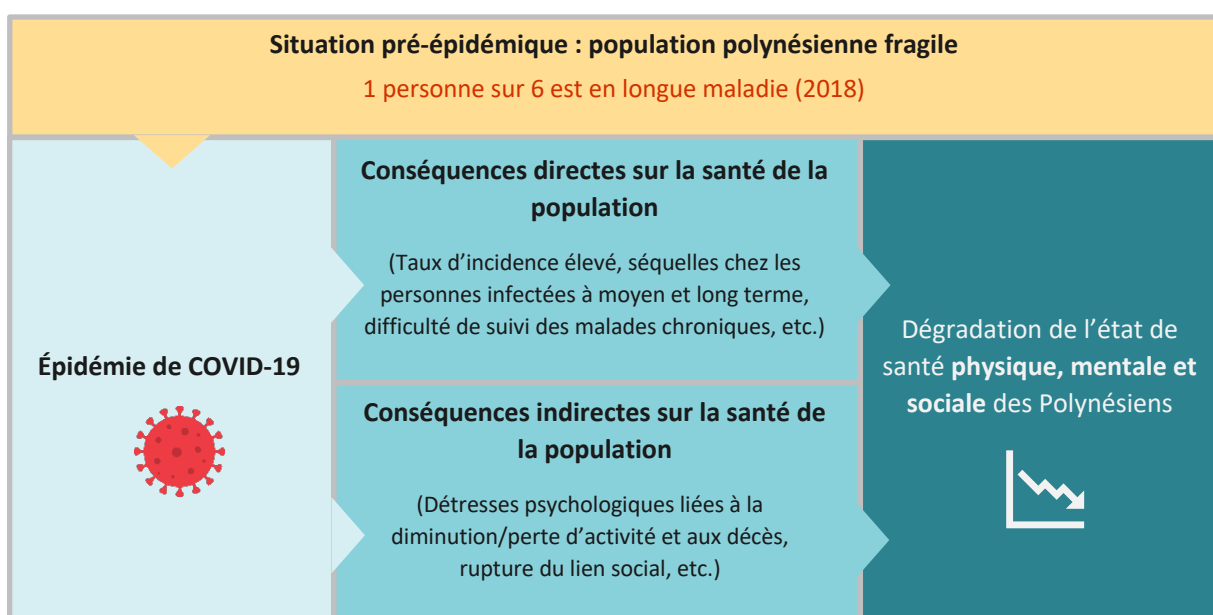 Situation pré-épidémique : population polynésienne fragile
1 personne sur 6 est en longue maladie (2018)
Épidémie de COVID-19
Conséquences directes sur la santé de la
population
(Taux d’incidence élevé, séquelles chez les
personnes infectées à moyen et long terme,
difficulté de suivi des malades chroniques, etc.)
Conséquences indirectes sur la santé de
la population
(Détresses psychologiques liées à la
diminution/perte d’activité et aux décès,
rupture du lien social, etc.)
Dégradation de l’état de
santé physique, mentale et
sociale des Polynésiens